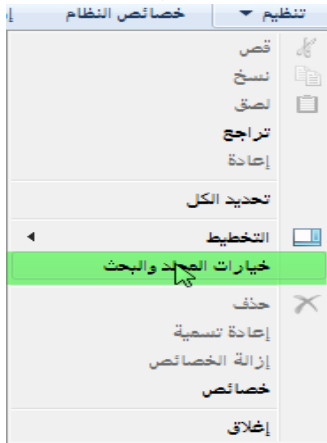 تنظيم خصائص النظام
قص
نسخ
لصق
تراجع
إعادة
تحديد الكل
التخطيط
خيارات المجلد والبحث
حذف
إعادة تسمية
إزالة الخصائص
خصائص
إغلاق